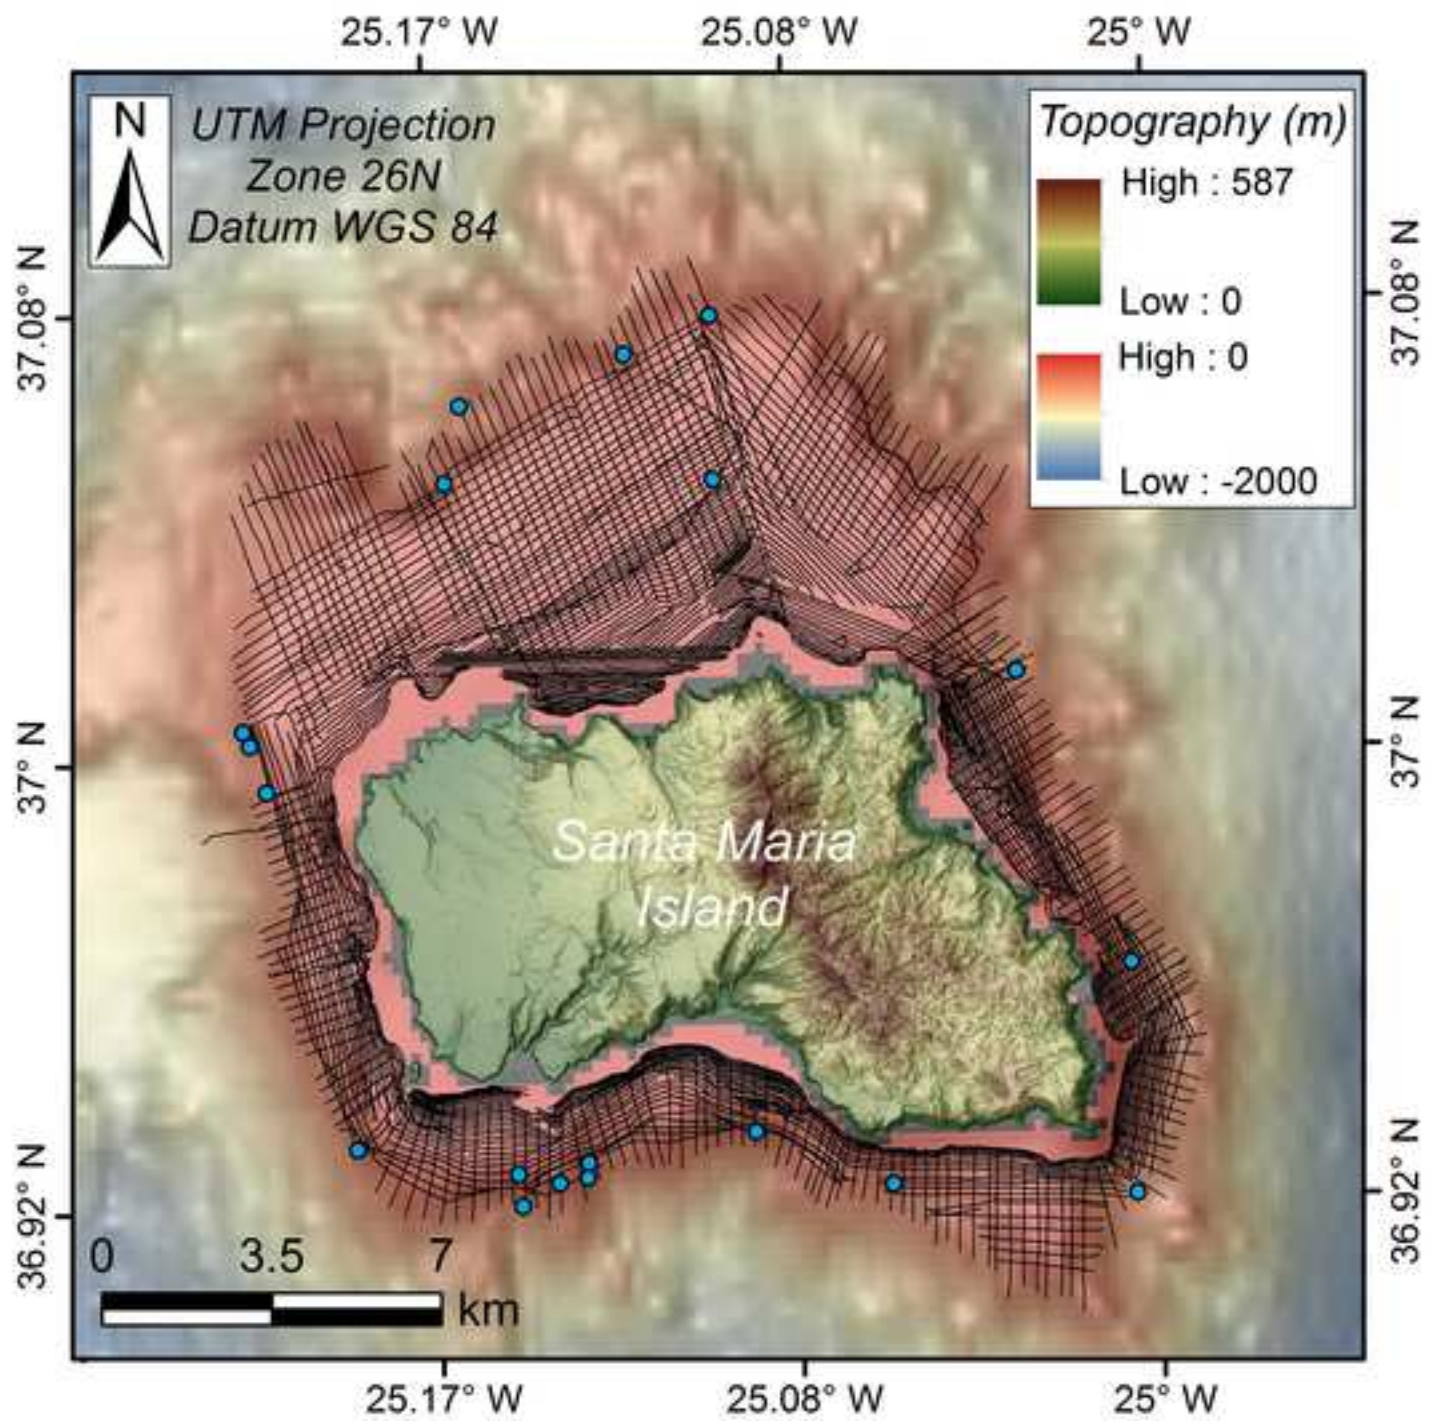 25.17° W
25.08° W
25° W
N
UTM Projection
Zone 26N
Datum WGS 84
Topography (m)
High : 587
Low : 0
High : 0
Low : -2000
37.08° N
37.08° N
37° N
37° N
Santa Maria
Island
36.92° N
36.92° N
0
3.5
7
km
25.17° W
25.08° W
25° W